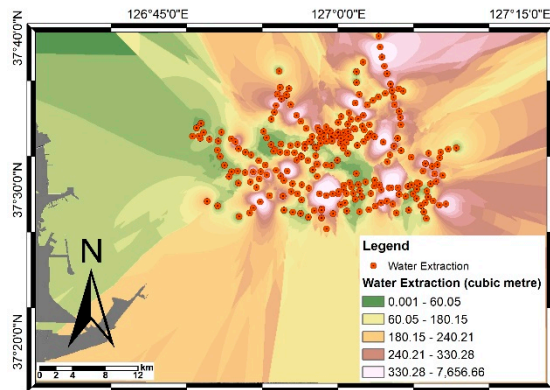 126°45'0"E 127°0'0"E 127°15'0"E
37°40'0"N
37°30'0"N
37°20'0"N
N
0 2 4 8 12
km
Legend
Water Extraction
Water Extraction (cubic metre)
0.001 - 60.05
60.05 - 180.15
180.15 - 240.21
240.21 - 330.28
330.28 - 7,656.66